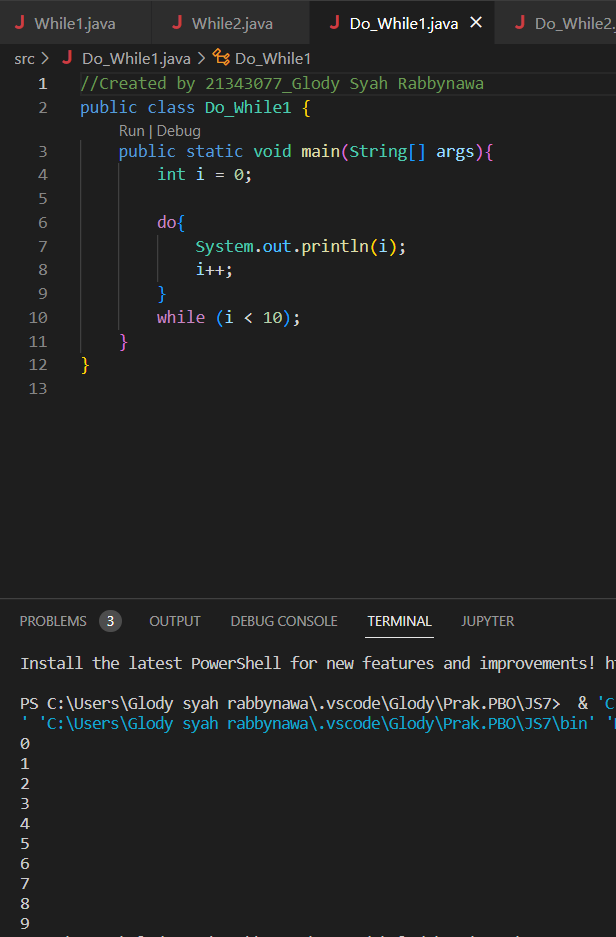 While1.java While2.java Do_While1.java Do_While2.
src > Do_While1.java > Do_While1
1 //Created by 21343077_Glody Syah Rabbynawa
2 public class Do_While1 {
Run | Debug
3 public static void main(String[] args){
4 int i = 0;
5
6 do{
7 System.out.println(i);
8 i++;
9 }
10 while (i < 10);
11 }
12 }
13
PROBLEMS 3 OUTPUT DEBUG CONSOLE TERMINAL JUPYTER
Install the latest PowerShell for new features and improvements!
PS C:\Users\Glody syah rabbynawa\.vscode\Glody\Prak.PBO\JS7> & 'C
' 'C:\Users\Glody syah rabbynawa\.vscode\Glody\Prak.PBO\JS7\bin' '
0
1
2
3
4
5
6
7
8
9